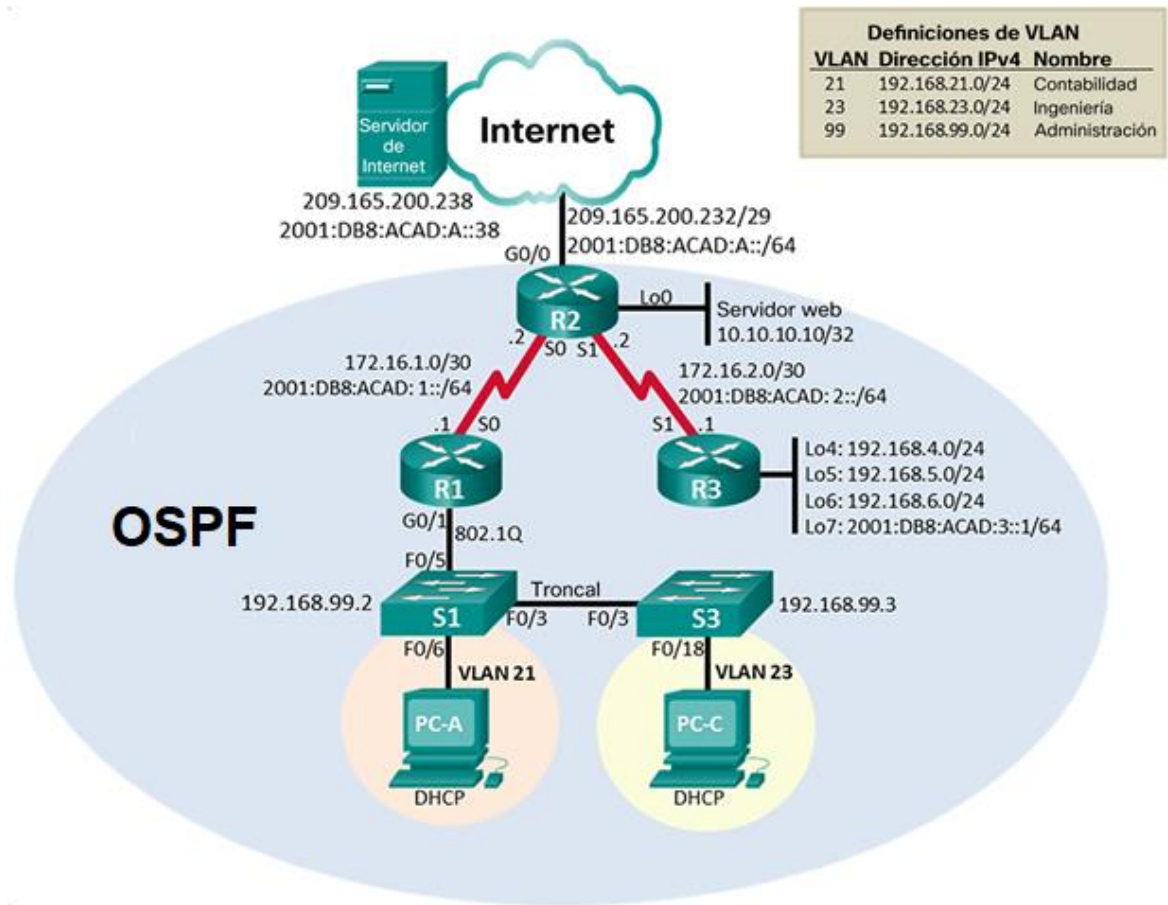 Definiciones de VLAN
VLAN Dirección IPv4 Nombre
21 192.168.21.0/24 Contabilidad
23 192.168.23.0/24 Ingeniería
99 192.168.99.0/24 Administración
Servidor
de
Internet
Internet
209.165.200.238
2001:DB8:ACAD:A::38
209.165.200.232/29
2001:DB8:ACAD:A::/64
G0/0
R2
Lo0
Servidor web
10.10.10.10/32
.2
S0
S1
.2
172.16.1.0/30
2001:DB8:ACAD: 1::/64
172.16.2.0/30
2001:DB8:ACAD: 2::/64
.1
S0
S1
.1
R1
R3
Lo4: 192.168.4.0/24
Lo5: 192.168.5.0/24
Lo6: 192.168.6.0/24
Lo7: 2001:DB8:ACAD:3::1/64
OSPF
G0/1
802.1Q
F0/5
192.168.99.2
S1
Troncal
F0/3
F0/3
S3
192.168.99.3
F0/6
VLAN 21
F0/18
VLAN 23
PC-A
PC-C
DHCP
DHCP